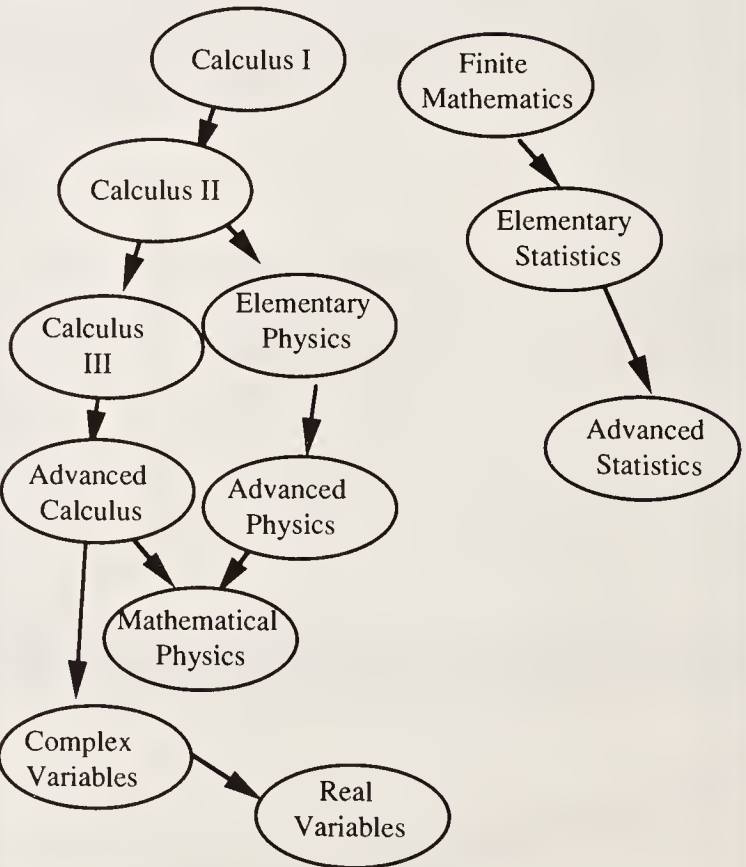 Calculus I
Finite
Mathematics
Calculus II
Elementary
Statistics
Calculus
III
Elementary
Physics
Advanced
Statistics
Advanced
Calculus
Advanced
Physics
Mathematical
Physics
Complex
Variables
Real
Variables